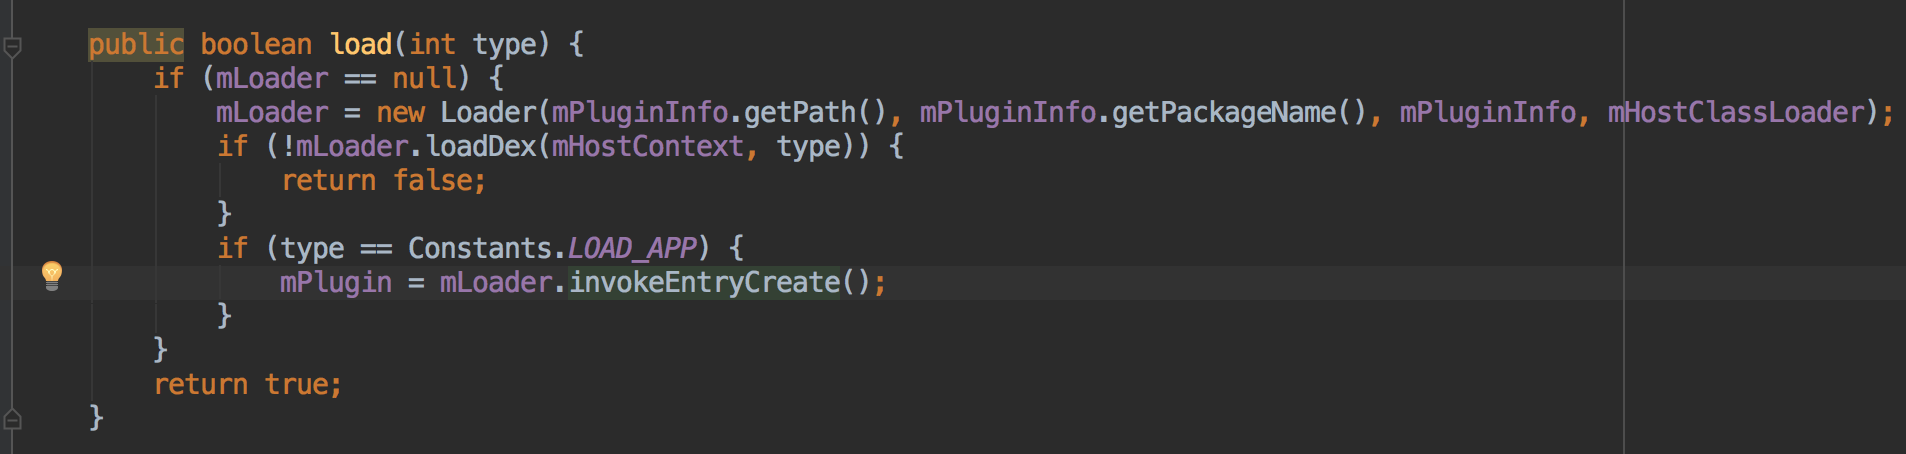 public boolean load(int type) {
if (mLoader == null) {
mLoader = new Loader(mPluginInfo.getPath(), mPluginInfo.getPackageName(), mPluginInfo, mHostClassLoader);
if (!mLoader.loadDex(mHostContext, type)) {
return false;
}
if (type == Constants.LOAD_APP) {
mPlugin = mLoader.invokeEntryCreate();
}
}
return true;
}